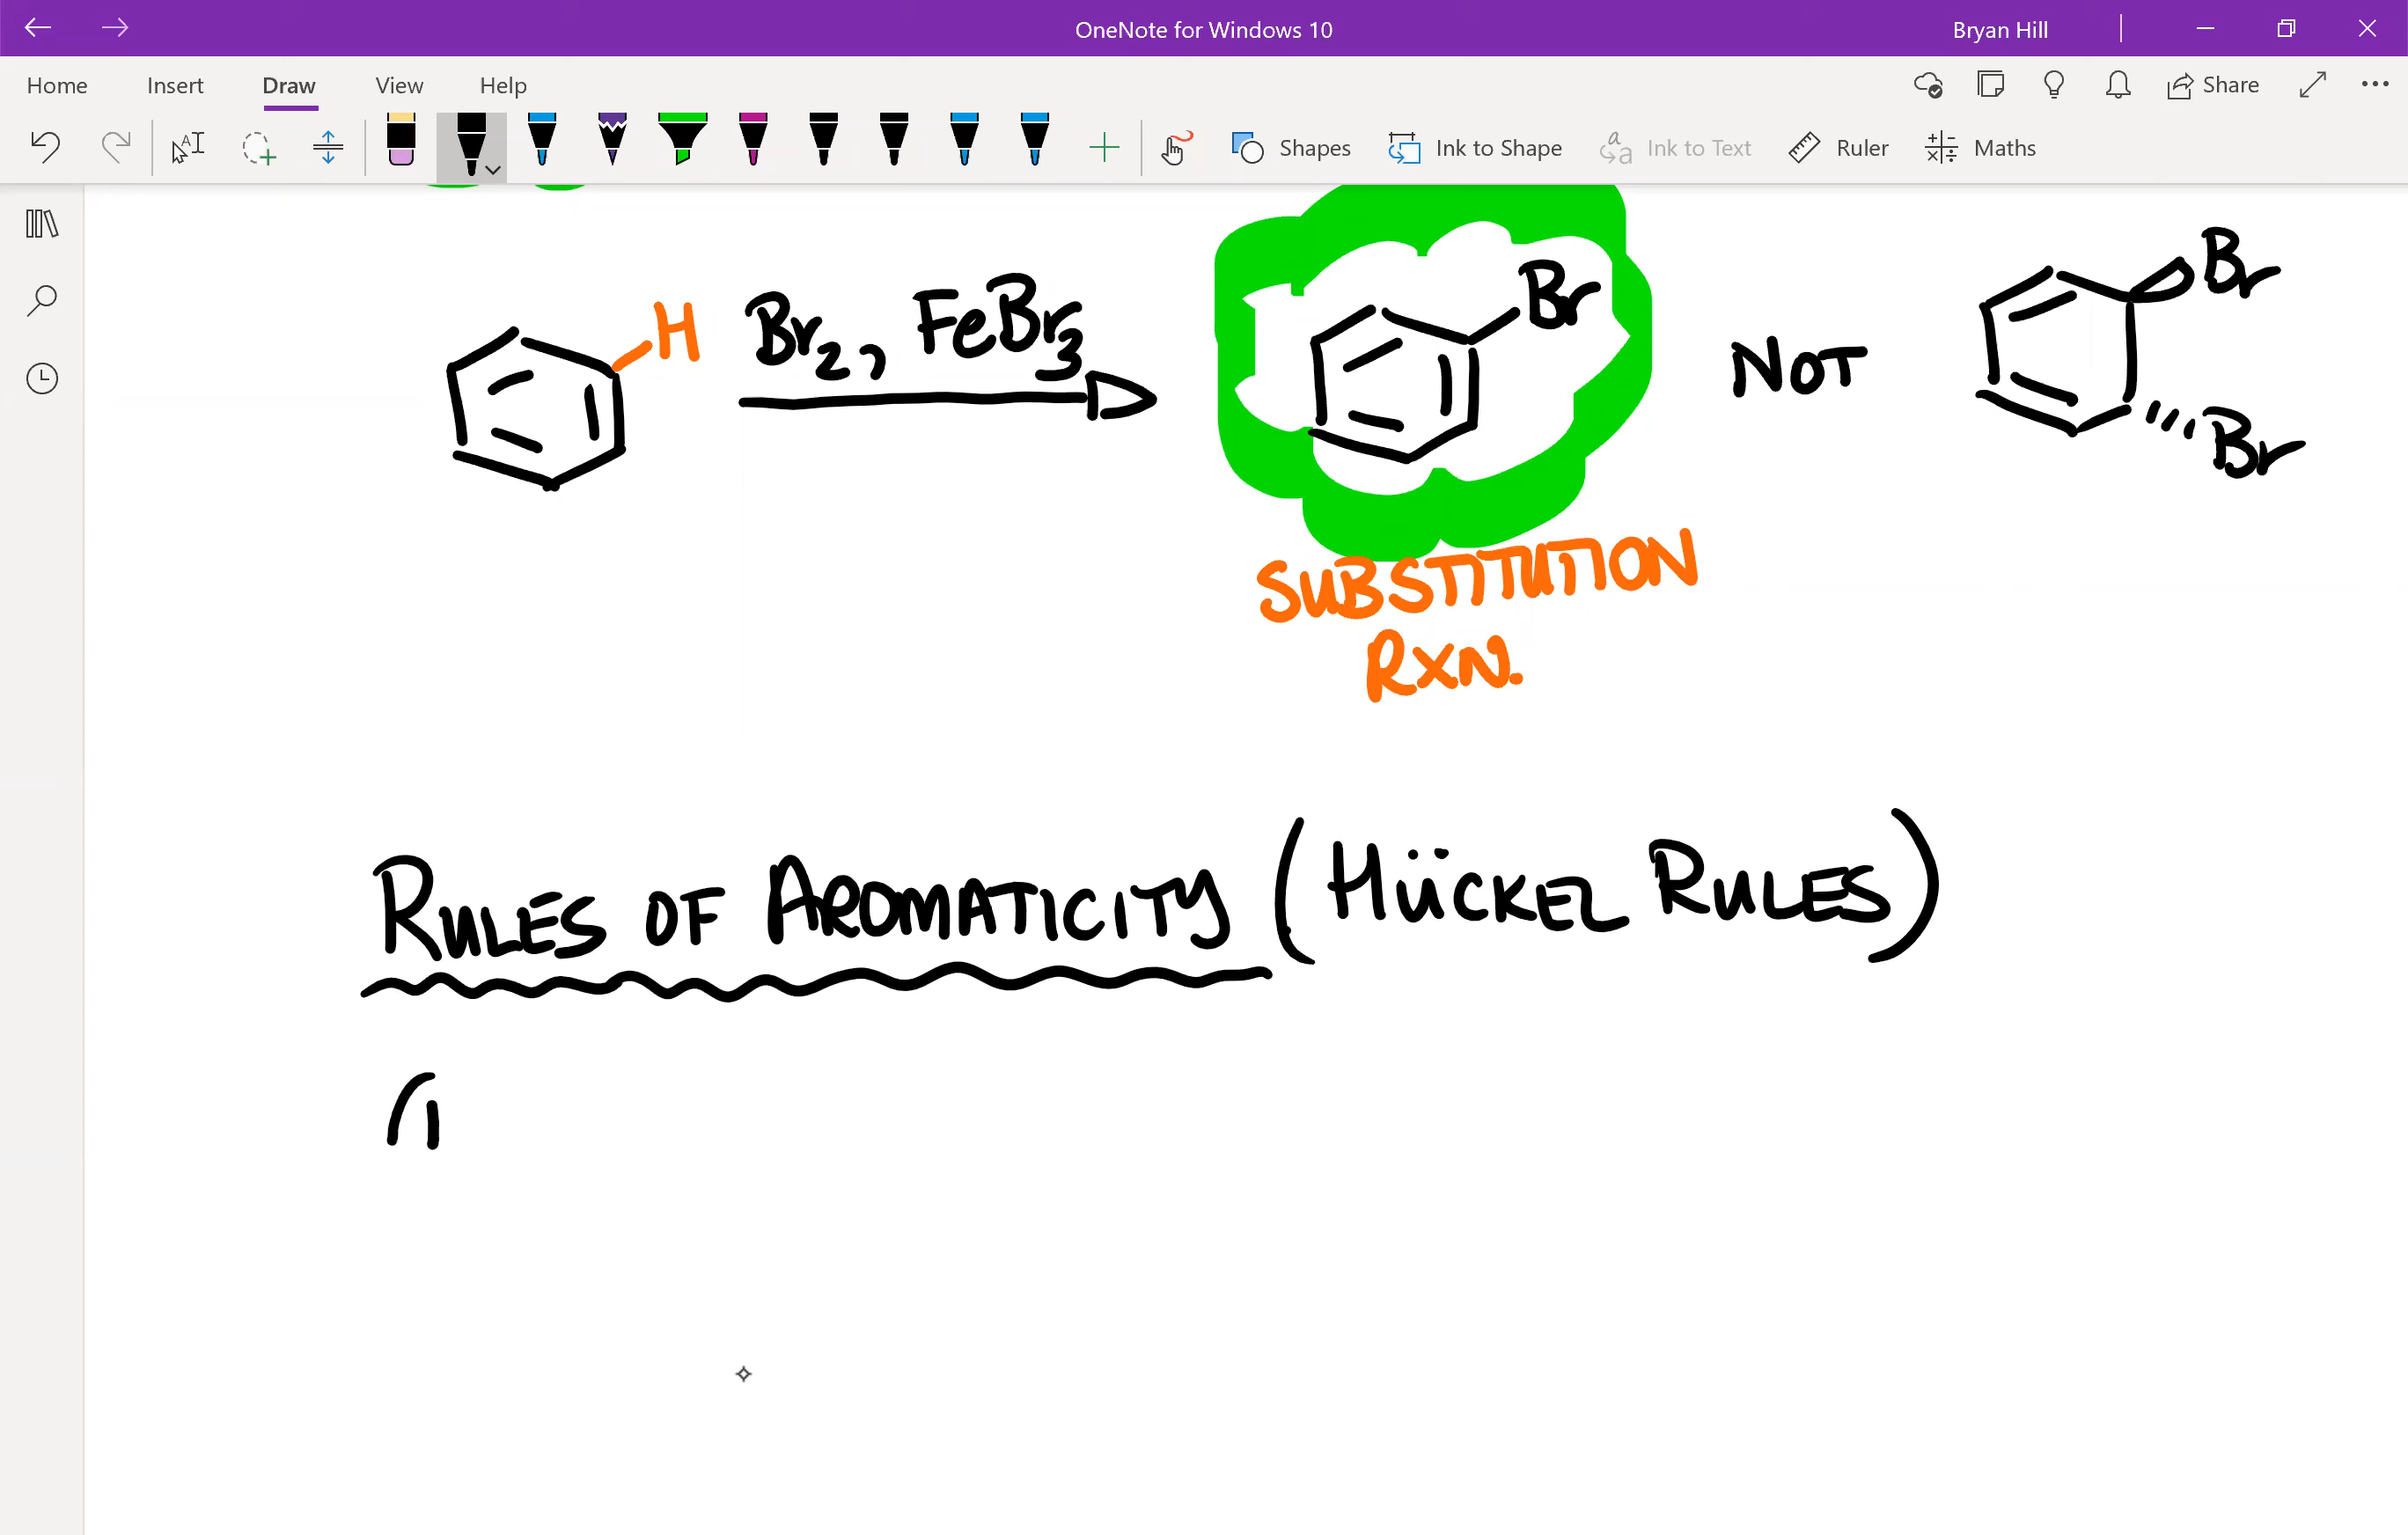 OneNote for Windows 10
Bryan Hill
Home Insert Draw View Help
Share
Shapes Ink to Shape Ink to Text Ruler Maths
H Br2, FeBr3 Br NOT Br
Br
SUBSTITUTION
RXN.
RULES OF AROMATICITY (HÜCKEL RULES)
(1